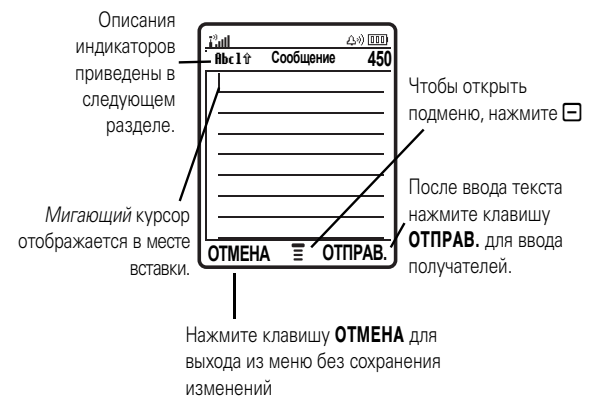 Описания
индикаторов
приведены в
следующем
разделе.
Abc1⇧ Сообщение 450
Чтобы открыть
подменю, нажмите
Мигающий курсор
отображается в месте
вставки.
После ввода текста
нажмите клавишу
ОТПРАВ. для ввода
получателей.
ОТМЕНА ОТПРАВ.
Нажмите клавишу ОТМЕНА для
выхода из меню без сохранения
изменений